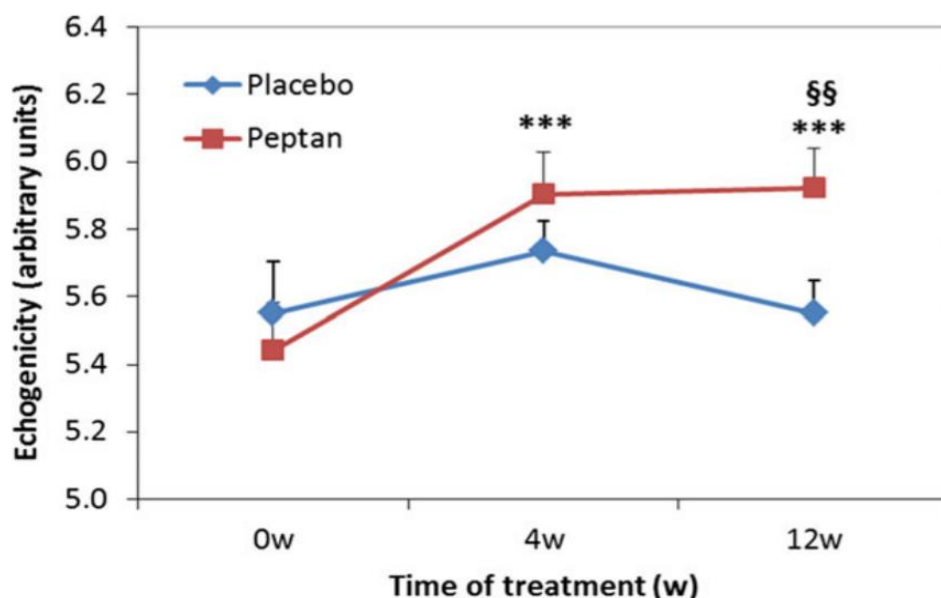 Echogenicity (arbitrary units)
6.4
6.2
6.0
5.8
5.6
5.4
5.2
5.0
Placebo
Peptan
***
§§
***
0w 4w 12w
Time of treatment (w)